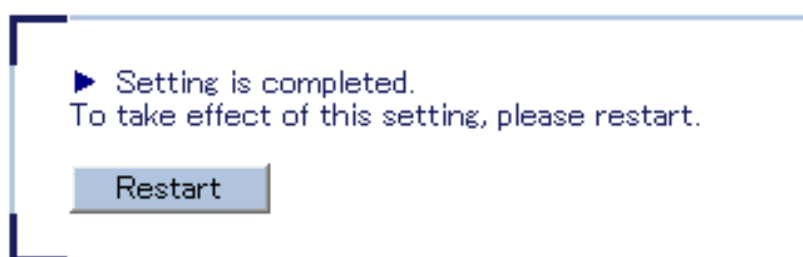 Setting is completed.
To take effect of this setting, please restart.
Restart